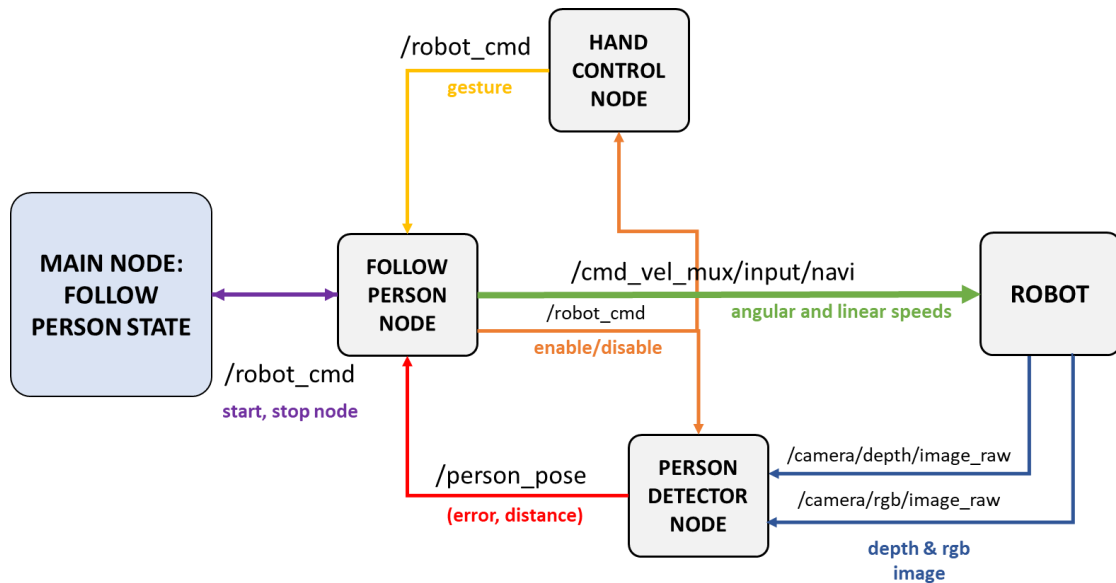 /robot_cmd
gesture
HAND
CONTROL
NODE
MAIN NODE:
FOLLOW
PERSON STATE
/robot_cmd
start, stop node
FOLLOW
PERSON
NODE
/cmd_vel_mux/input/navi
angular and linear speeds
/robot_cmd
enable/disable
ROBOT
/person_pose
(error, distance)
PERSON
DETECTOR
NODE
/camera/depth/image_raw
/camera/rgb/image_raw
depth & rgb
image